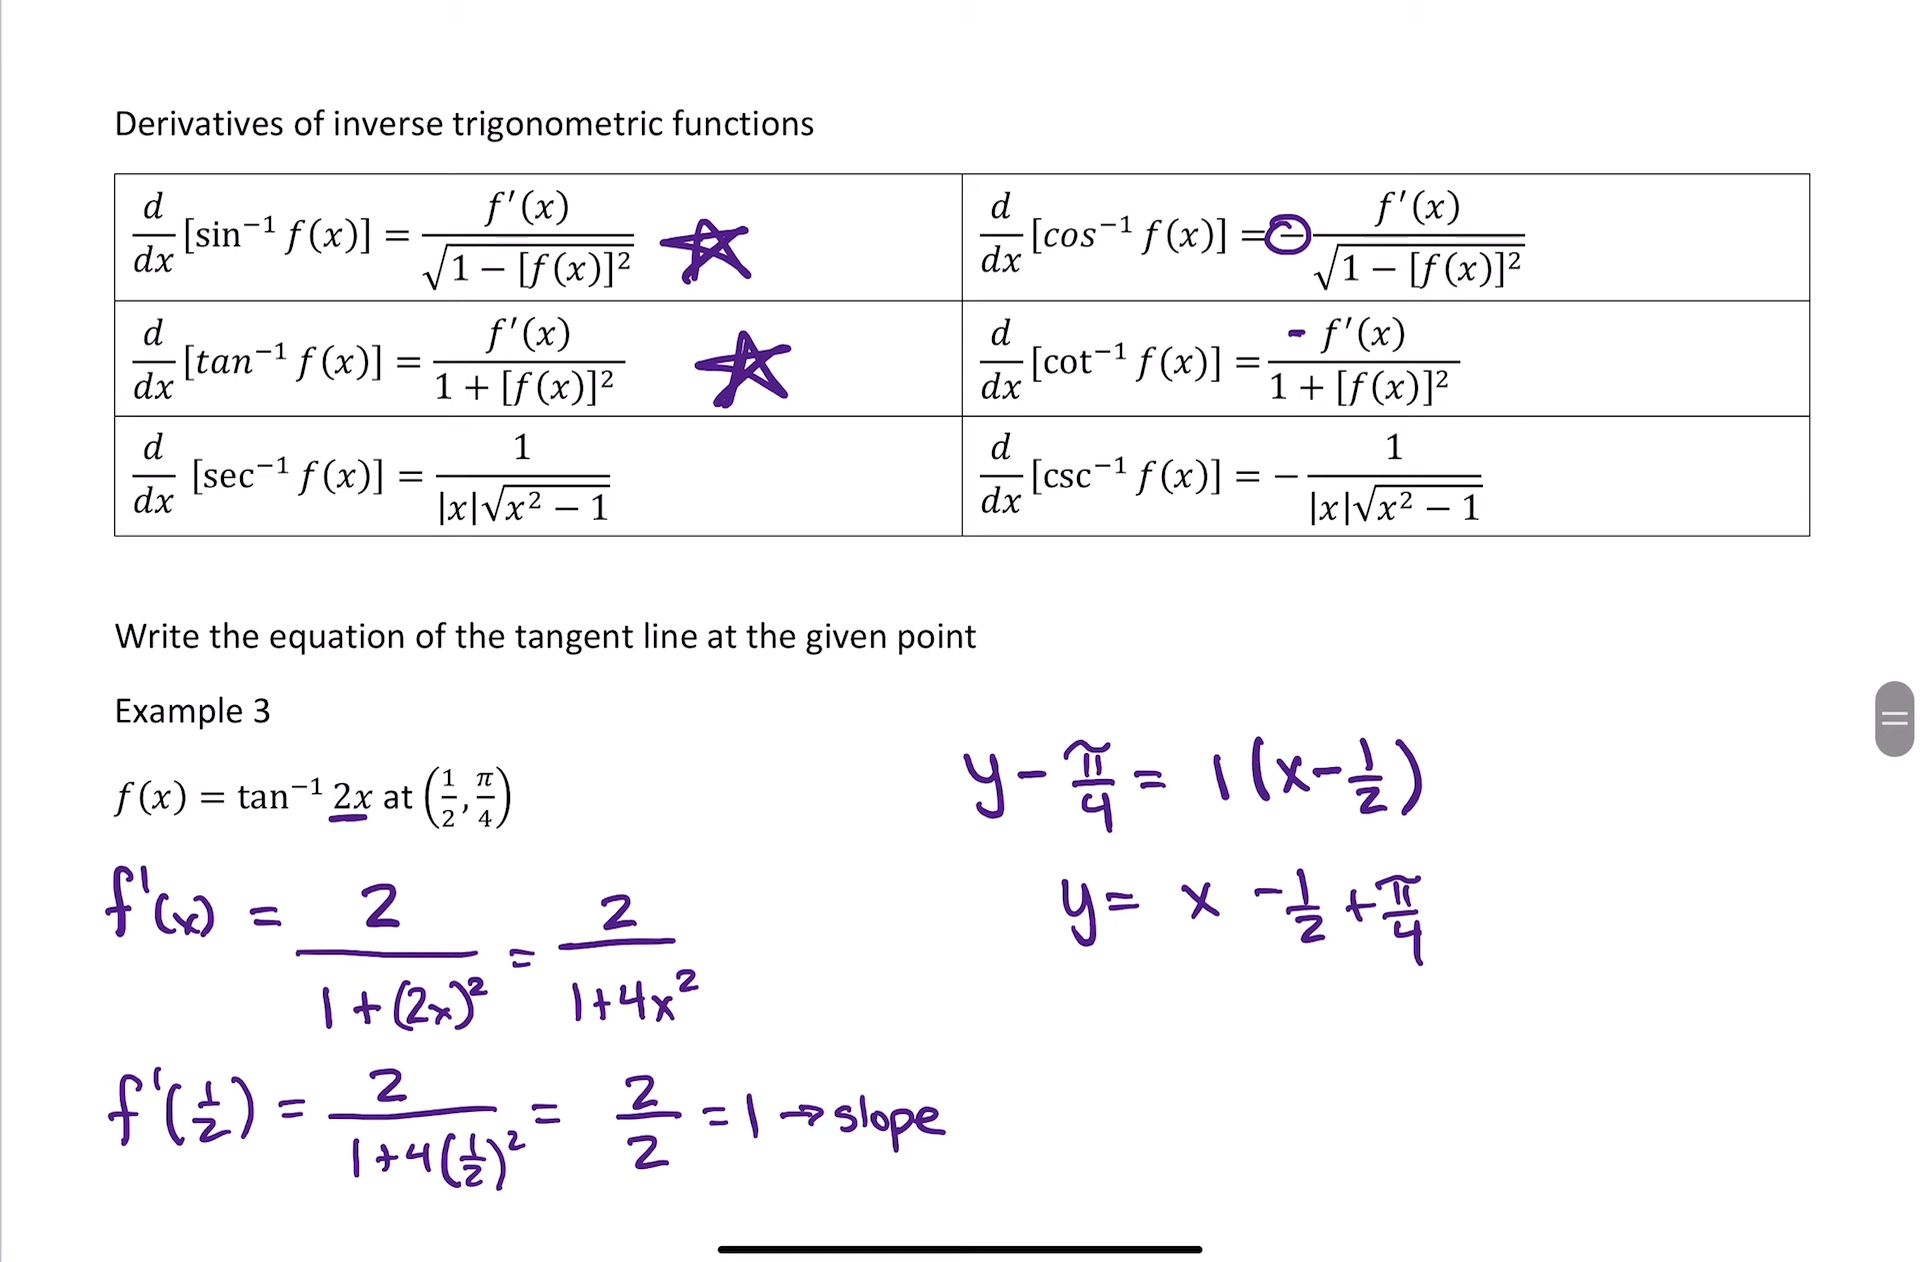 Derivatives of inverse trigonometric functions
d/dx [sin⁻¹ f(x)] = f′(x) / √(1 − [f(x)]²)
d/dx [cos⁻¹ f(x)] = − f′(x) / √(1 − [f(x)]²)
d/dx [tan⁻¹ f(x)] = f′(x) / (1 + [f(x)]²)
d/dx [cot⁻¹ f(x)] = - f′(x) / (1 + [f(x)]²)
d/dx [sec⁻¹ f(x)] = 1 / (|x|√(x² − 1))
d/dx [csc⁻¹ f(x)] = − 1 / (|x|√(x² − 1))
Write the equation of the tangent line at the given point
Example 3
f(x) = tan⁻¹ 2x at (1/2, π/4)
f'(x) = 2 / (1 + (2x)²) = 2 / (1+4x²)
f'(1/2) = 2 / (1+4(1/2)²) = 2/2 = 1 → slope
y - π/4 = 1(x - 1/2)
y = x - 1/2 + π/4